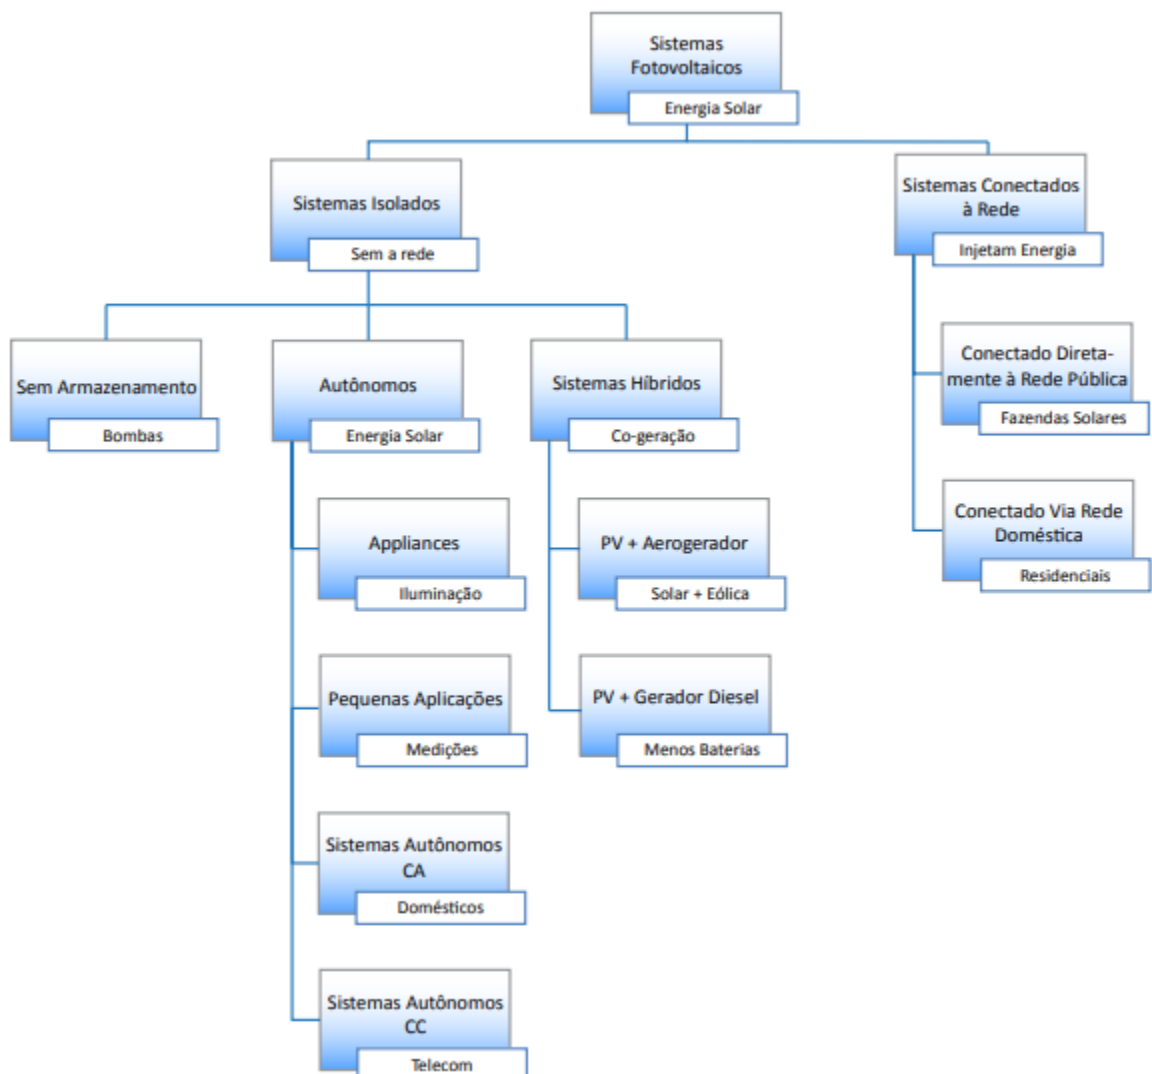 Sistemas
Fotovoltaicos
Energia Solar
Sistemas Isolados
Sem a rede
Sistemas Conectados
à Rede
Injetam Energia
Sem Armazenamento
Bombas
Autônomos
Energia Solar
Sistemas Híbridos
Co-geração
Conectado Direta-
mente à Rede Pública
Fazendas Solares
Conectado Via Rede
Doméstica
Residenciais
Appliances
Iluminação
PV + Aerogerador
Solar + Eólica
Pequenas Aplicações
Medições
PV + Gerador Diesel
Menos Baterias
Sistemas Autônomos
CA
Domésticos
Sistemas Autônomos
CC
Telecom